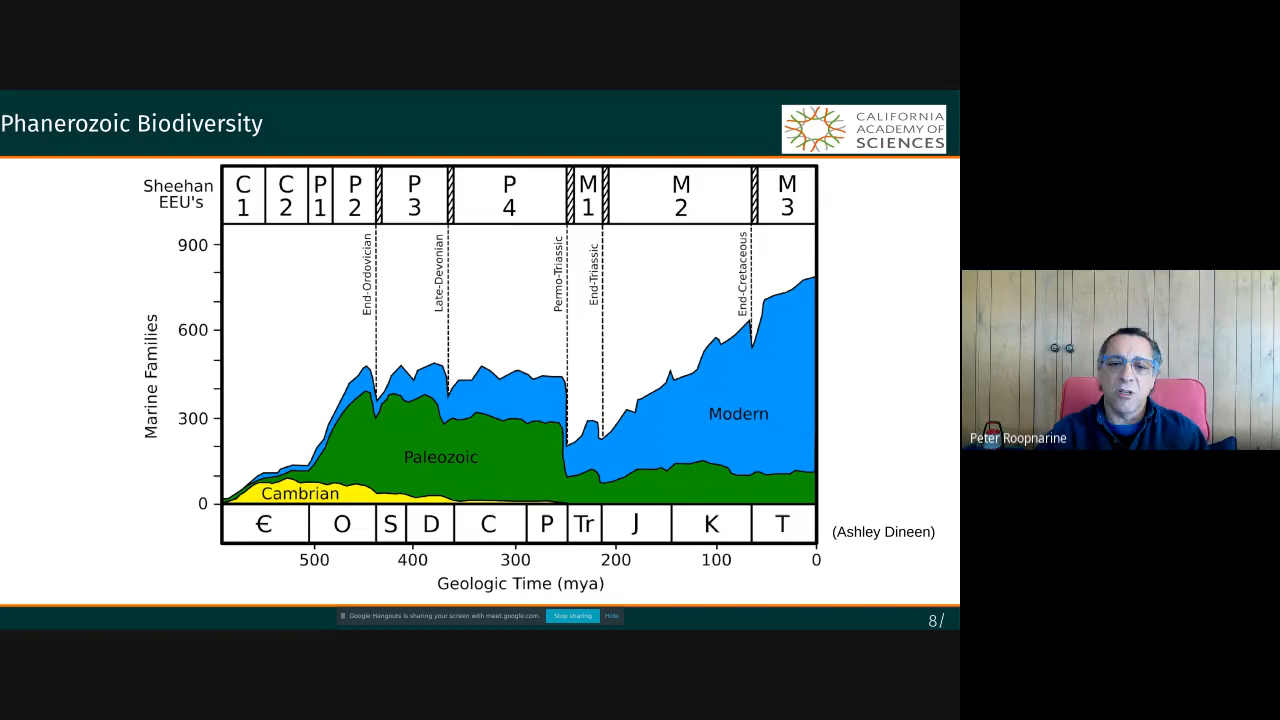 Phanerozoic Biodiversity
CALIFORNIA
ACADEMY OF
SCIENCES
Sheehan
EEU's
C
1
C
2
P
1
P
2
P
3
P
4
M
1
M
2
M
3
900
600
300
0
Marine Families
End-Ordovician
Late-Devonian
Permo-Triassic
End-Triassic
End-Cretaceous
Modern
Paleozoic
Cambrian
Є O S D C P Tr J K T
(Ashley Dineen)
500 400 300 200 100 0
Geologic Time (mya)
Google Hangouts is sharing your screen with meet.google.com. Stop sharing Hide
8/
Peter Roopnarine